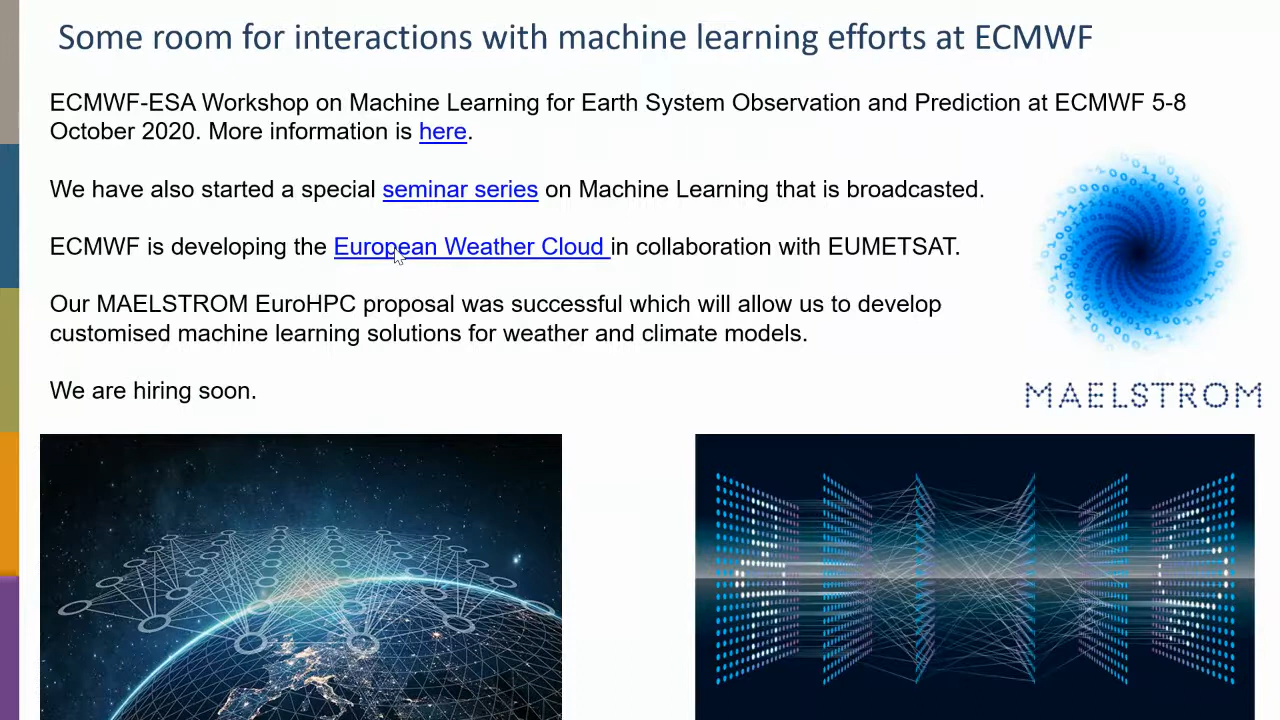 Some room for interactions with machine learning efforts at ECMWF
ECMWF-ESA Workshop on Machine Learning for Earth System Observation and Prediction at ECMWF 5-8
October 2020. More information is here.
We have also started a special seminar series on Machine Learning that is broadcasted.
ECMWF is developing the European Weather Cloud in collaboration with EUMETSAT.
Our MAELSTROM EuroHPC proposal was successful which will allow us to develop
customised machine learning solutions for weather and climate models.
We are hiring soon.
MAELSTROM